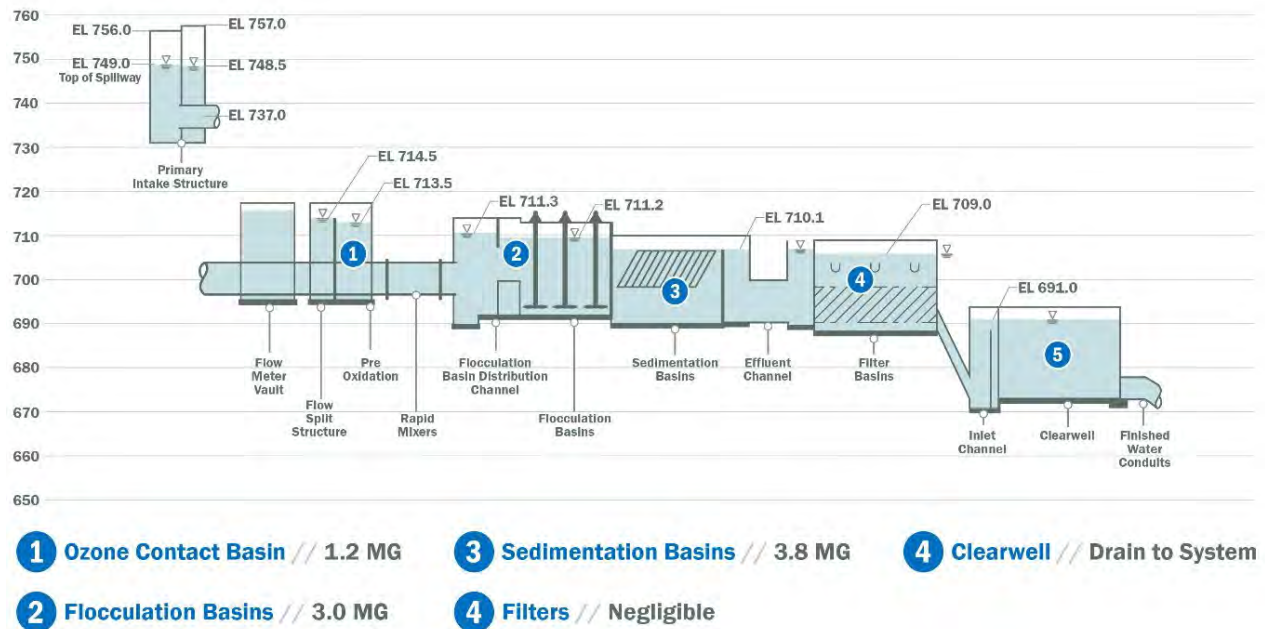 760
750
740
730
720
710
700
690
680
670
660
650
EL 756.0
EL 757.0
EL 749.0
Top of Spillway
EL 748.5
EL 737.0
Primary
Intake Structure
EL 714.5
EL 713.5
EL 711.3
EL 711.2
EL 710.1
EL 709.0
EL 691.0
1
2
3
4
5
Flow
Meter
Vault
Flow
Split
Structure
Pre
Oxidation
Rapid
Mixers
Flocculation
Basin Distribution
Channel
Flocculation
Basins
Sedimentation
Basins
Effluent
Channel
Filter
Basins
Inlet
Channel
Clearwell
Finished
Water
Conduits
1 Ozone Contact Basin // 1.2 MG
3 Sedimentation Basins // 3.8 MG
4 Clearwell // Drain to System
2 Flocculation Basins // 3.0 MG
4 Filters // Negligible